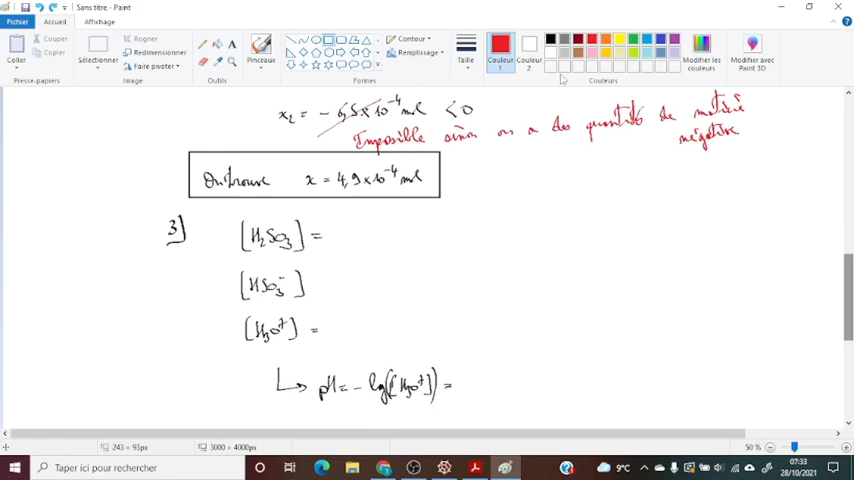 Sans titre - Paint
Fichier Accueil Affichage
Coller
Couper
Copier
Presse-papiers
Sélectionner
Rogner
Redimensionner
Faire pivoter
Image
Outils
Pinceaux
Formes
Contour
Remplissage
Taille
Couleur 1
Couleur 2
Couleurs
Modifier les couleurs
Modifier avec Paint 3D
x₂ = - 6,5 x 10⁻⁴ mol < 0
Impossible sinon on a des quantités de matière
négative
On trouve x = 4,9 x 10⁻⁴ mol
3] [H₂SO₃] =
[HSO₃⁻]
[H₃O⁺] =
pH = - log([H₃O⁺]) =
243 × 93px
3000 × 4000px
50 %
Taper ici pour rechercher
9°C
07:33
28/10/2021